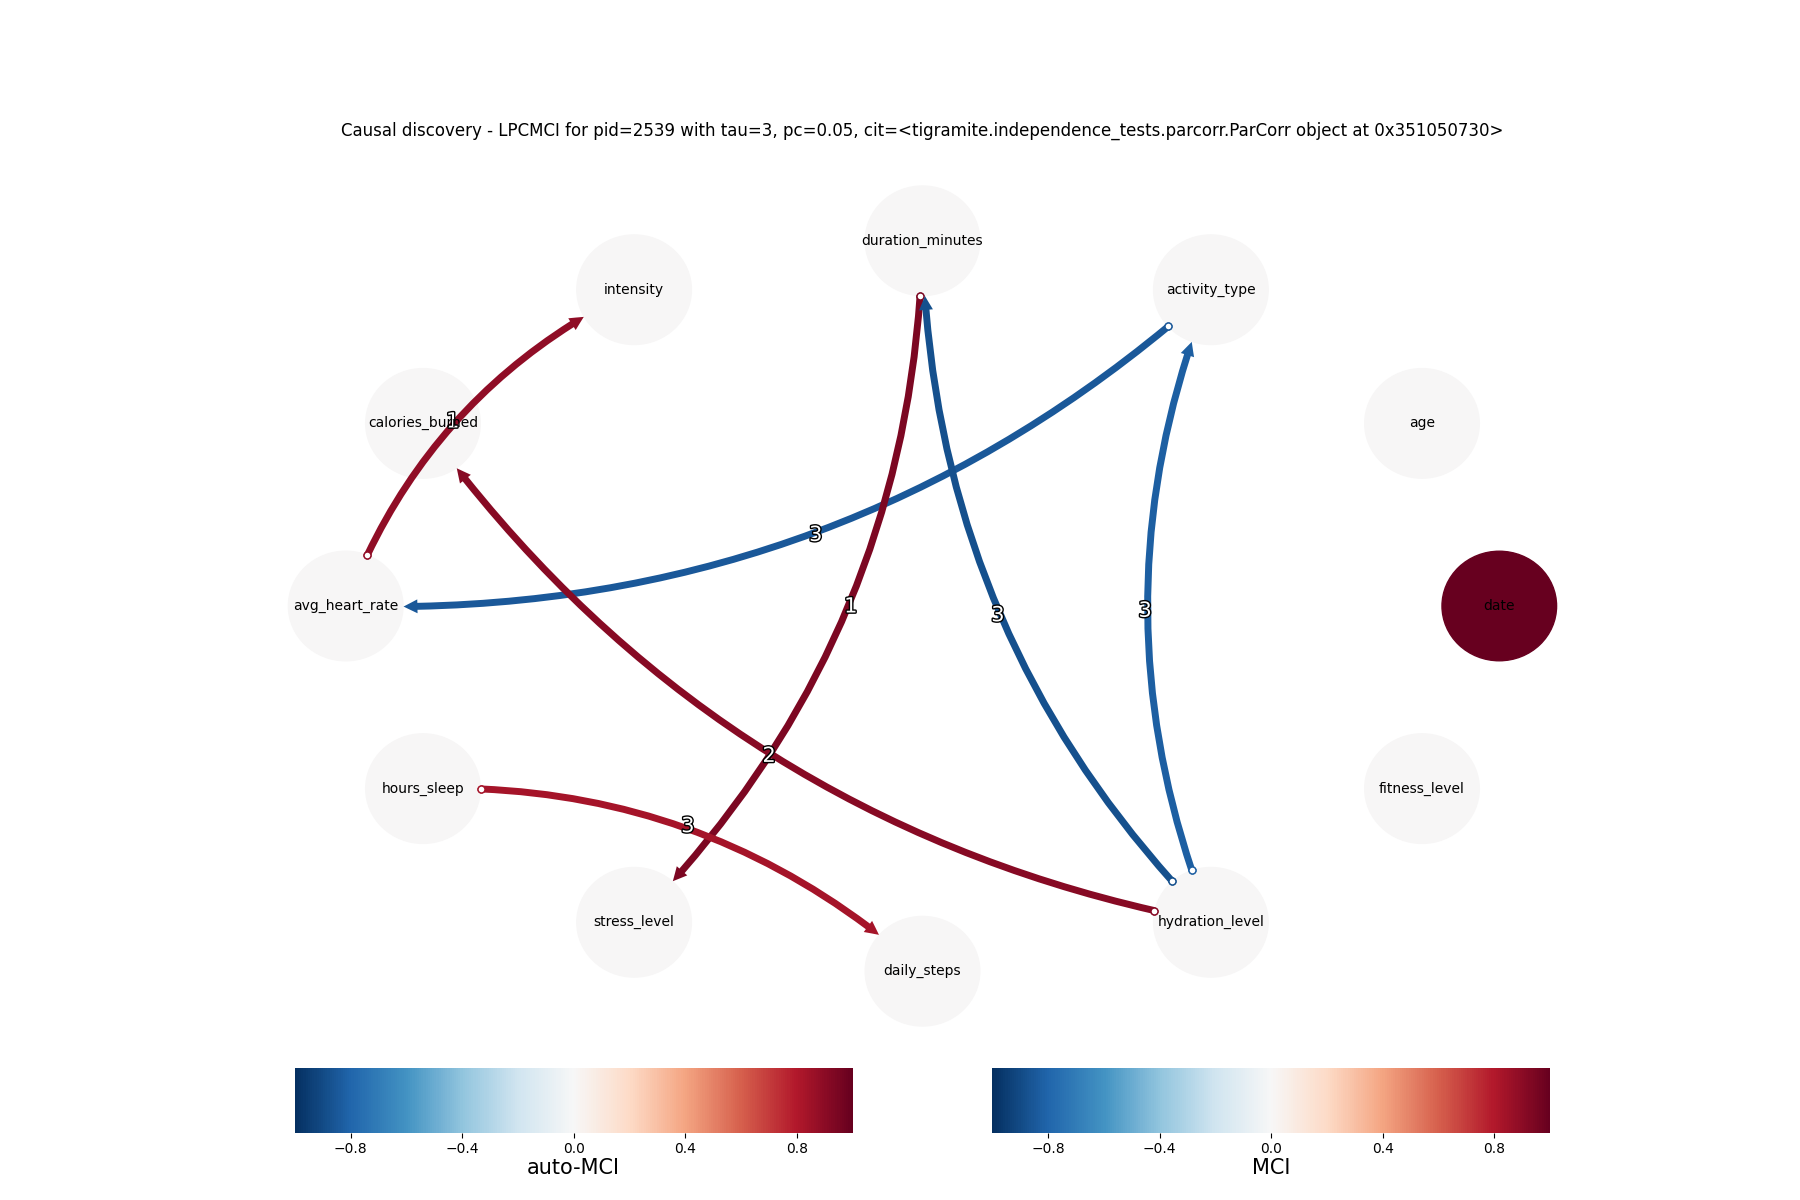 Causal discovery - LPCMCI for pid=2539 with tau=3, pc=0.05, cit=<tigramite.independence_tests.parcorr.ParCorr object at 0x351050730>
duration_minutes
intensity
activity_type
calories_burned
1
age
3
avg_heart_rate
1
3
3
date
2
hours_sleep
3
fitness_level
stress_level
hydration_level
daily_steps
−0.8 −0.4 0.0 0.4 0.8
auto-MCI
−0.8 −0.4 0.0 0.4 0.8
MCI